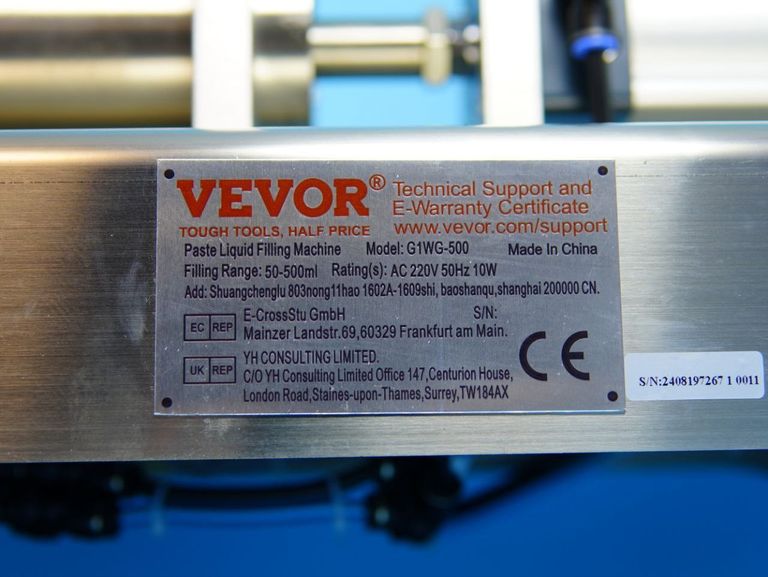 VEVOR®
TOUGH TOOLS, HALF PRICE
Technical Support and
E-Warranty Certificate
www.vevor.com/support
Paste Liquid Filling Machine Model: G1WG-500 Made In China
Filling Range: 50-500ml Rating(s): AC 220V 50Hz 10W
Add: Shuangchenglu 803nong11hao 1602A-1609shi, baoshanqu,shanghai 200000 CN.
EC REP
E-CrossStu GmbH S/N:
Mainzer Landstr.69,60329 Frankfurt am Main.
UK REP
YH CONSULTING LIMITED.
C/O YH Consulting Limited Office 147,Centurion House,
London Road,Staines-upon-Thames,Surrey,TW184AX
CE
S/N:2408197267 1 0011